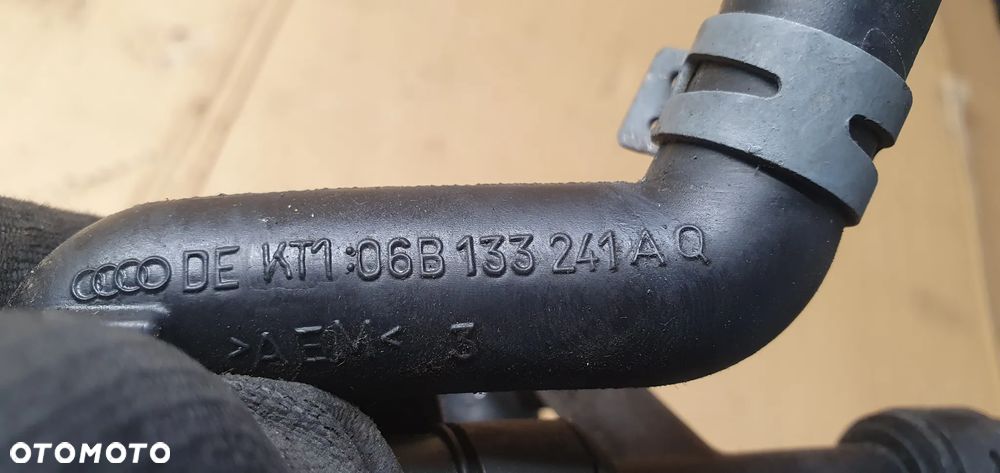 DE KT1:06B 133 241 A Q
>AEM< 3
OTOMOTO